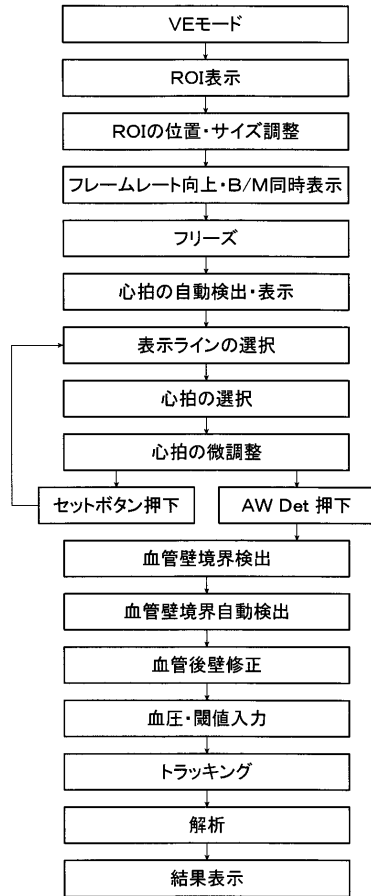 VEモード
ROI表示
ROIの位置・サイズ調整
フレームレート向上・B/M同時表示
フリーズ
心拍の自動検出・表示
表示ラインの選択
心拍の選択
心拍の微調整
セットボタン押下
AW Det 押下
血管壁境界検出
血管壁境界自動検出
血管後壁修正
血圧・閾値入力
トラッキング
解析
結果表示